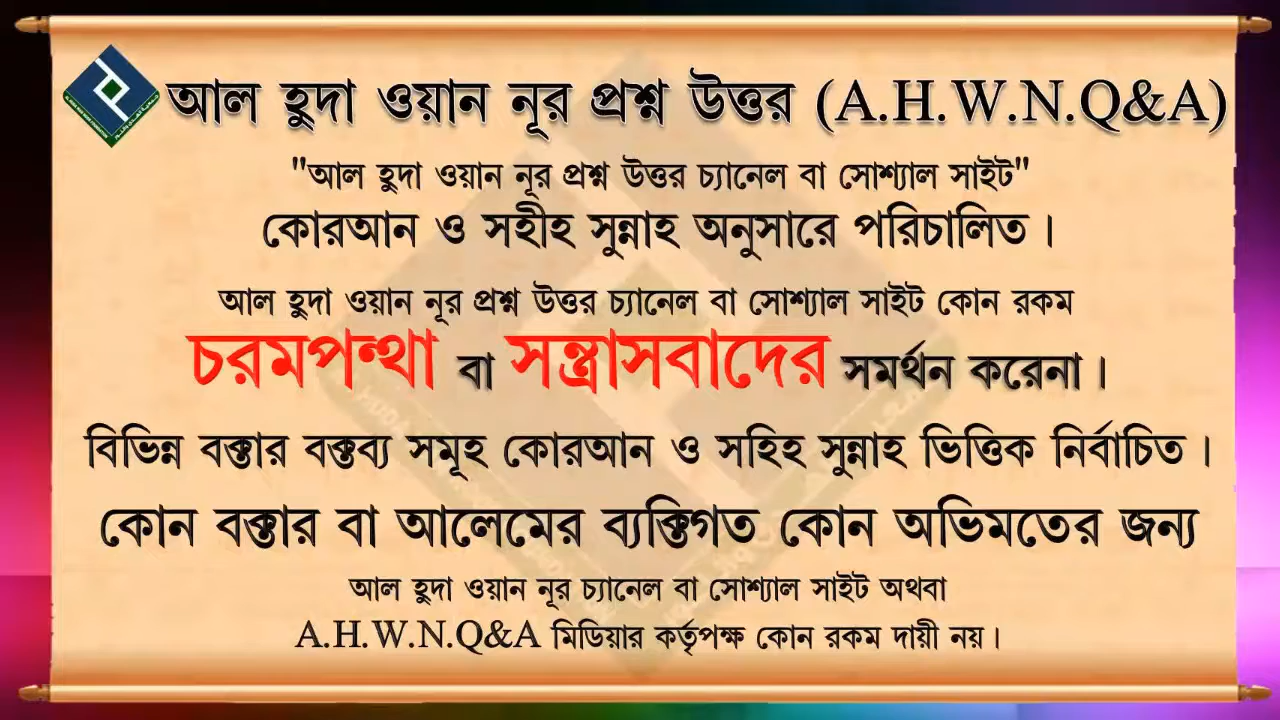 আল হুদা ওয়ান নূর প্রশ্ন উত্তর (A.H.W.N.Q&A)
"আল হুদা ওয়ান নূর প্রশ্ন উত্তর চ্যানেল বা সোশ্যাল সাইট"
কোরআন ও সহীহ সুন্নাহ অনুসারে পরিচালিত।
আল হুদা ওয়ান নূর প্রশ্ন উত্তর চ্যানেল বা সোশ্যাল সাইট কোন রকম
চরমপন্থা বা সন্ত্রাসবাদের সমর্থন করেনা।
বিভিন্ন বক্তার বক্তব্য সমূহ কোরআন ও সহিহ সুন্নাহ ভিত্তিক নির্বাচিত।
কোন বক্তার বা আলেমের ব্যক্তিগত কোন অভিমতের জন্য
আল হুদা ওয়ান নূর চ্যানেল বা সোশ্যাল সাইট অথবা
A.H.W.N.Q&A মিডিয়ার কর্তৃপক্ষ কোন রকম দায়ী নয়।